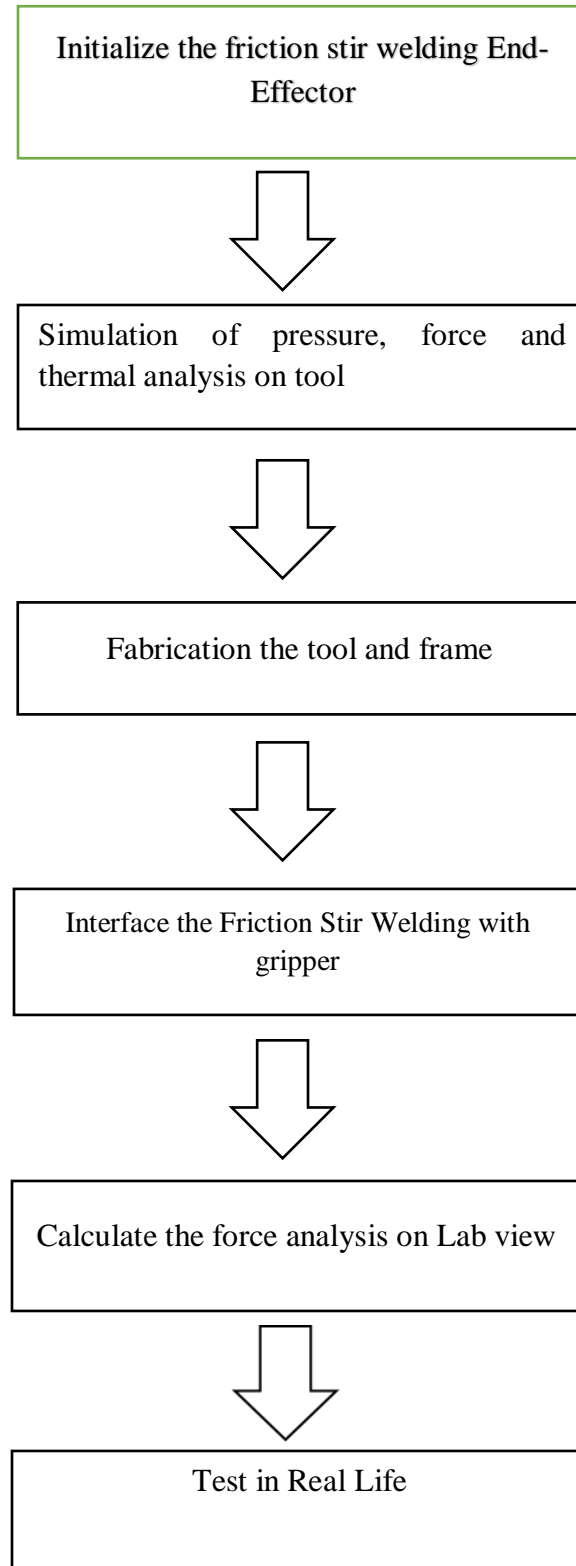 Initialize the friction stir welding End-
Effector
Simulation of pressure, force and
thermal analysis on tool
Fabrication the tool and frame
Interface the Friction Stir Welding with
gripper
Calculate the force analysis on Lab view
Test in Real Life